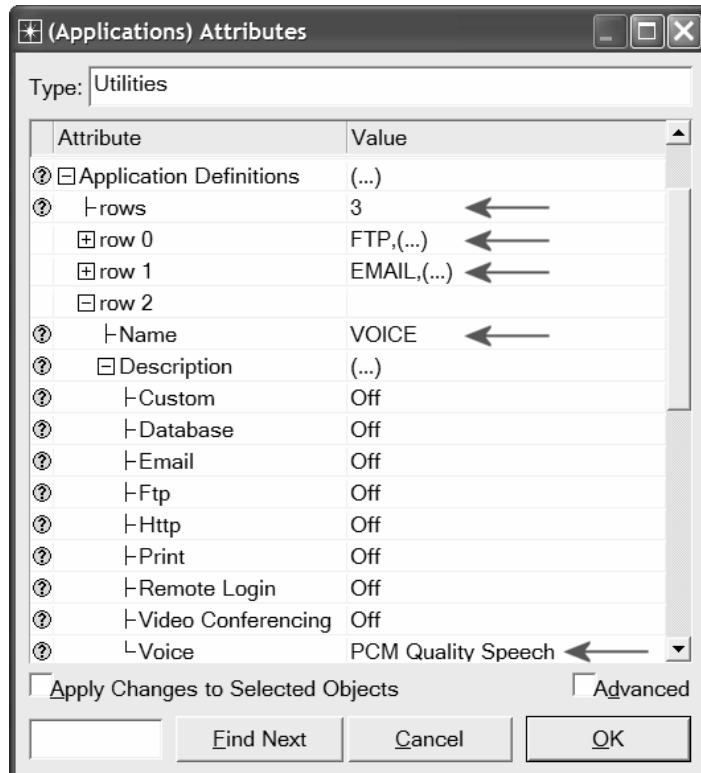 (Applications) Attributes
Type: Utilities
Attribute Value
Application Definitions (...)
rows 3
row 0 FTP,(...)
row 1 EMAIL,(...)
row 2
Name VOICE
Description (...)
Custom Off
Database Off
Email Off
Ftp Off
Http Off
Print Off
Remote Login Off
Video Conferencing Off
Voice PCM Quality Speech
Apply Changes to Selected Objects Advanced
Find Next Cancel OK